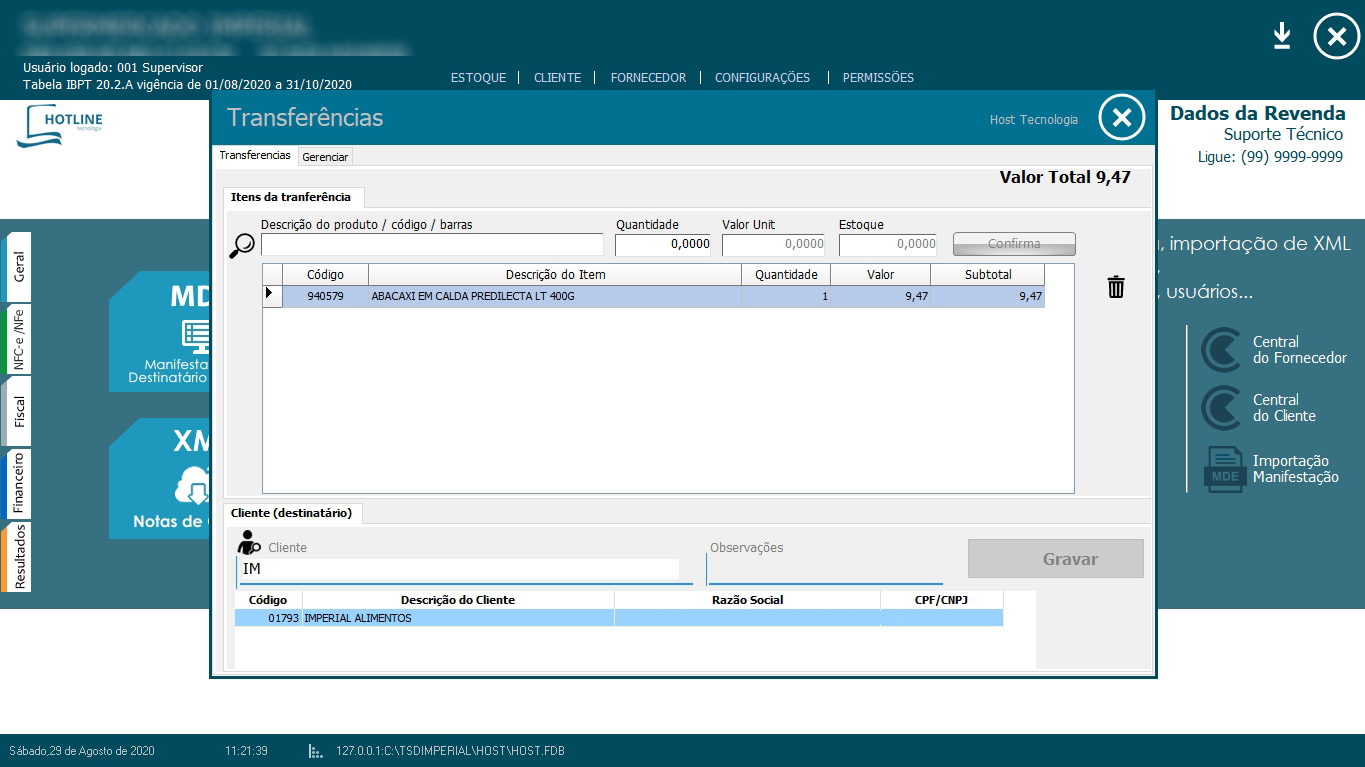 Usuário logado: 001 Supervisor
Tabela IBPT 20.2.A vigência de 01/08/2020 a 31/10/2020
ESTOQUE | CLIENTE | FORNECEDOR | CONFIGURAÇÕES | PERMISSÕES
HOTLINE
tecnologia
Transferências
Host Tecnologia
Dados da Revenda
Suporte Técnico
Ligue: (99) 9999-9999
Transferencias
Gerenciar
Valor Total 9,47
Itens da tranferência
Descrição do produto / código / barras
Quantidade
Valor Unit
Estoque
0,0000
0,0000
0,0000
Confirma
Código Descrição do Item Quantidade Valor Subtotal
940579 ABACAXI EM CALDA PREDILECTA LT 400G 1 9,47 9,47
Cliente (destinatário)
Cliente
IM
Observações
Gravar
Código Descrição do Cliente Razão Social CPF/CNPJ
01793 IMPERIAL ALIMENTOS
Geral
NFC-e /NFe
Fiscal
Financeiro
Resultados
MD
Manifesta
Destinatário
XM
Notas de
, importação de XML
, usuários...
Central
do Fornecedor
Central
do Cliente
MDE
Importação
Manifestação
Sábado,29 de Agosto de 2020
11:21:39
127.0.0.1:C:\TSDIMPERIAL\HOST\HOST.FDB